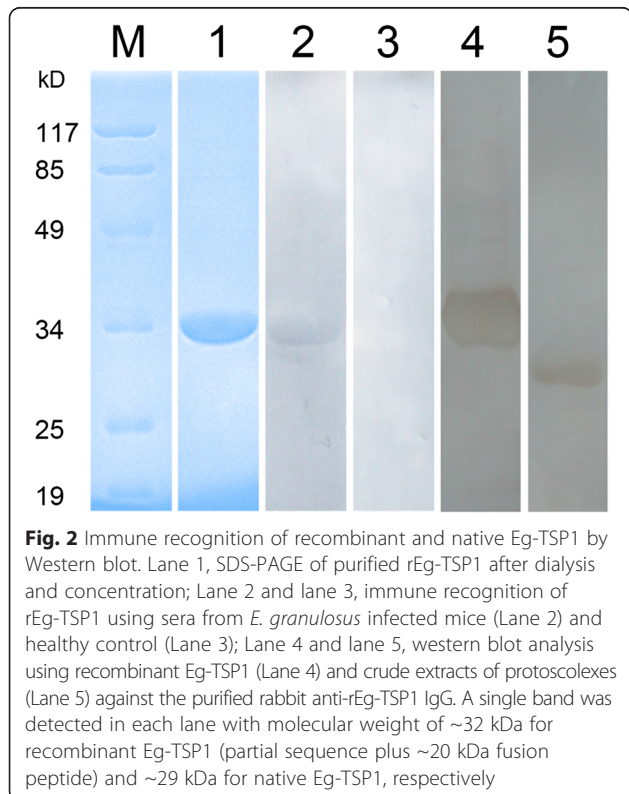 M 1 2 3 4 5
kD
117
85
49
34
25
19
Fig. 2 Immune recognition of recombinant and native Eg-TSP1 by
Western blot. Lane 1, SDS-PAGE of purified rEg-TSP1 after dialysis
and concentration; Lane 2 and lane 3, immune recognition of
rEg-TSP1 using sera from E. granulosus infected mice (Lane 2) and
healthy control (Lane 3); Lane 4 and lane 5, western blot analysis
using recombinant Eg-TSP1 (Lane 4) and crude extracts of protoscolexes
(Lane 5) against the purified rabbit anti-rEg-TSP1 IgG. A single band was
detected in each lane with molecular weight of ~32 kDa for
recombinant Eg-TSP1 (partial sequence plus ~20 kDa fusion
peptide) and ~29 kDa for native Eg-TSP1, respectively